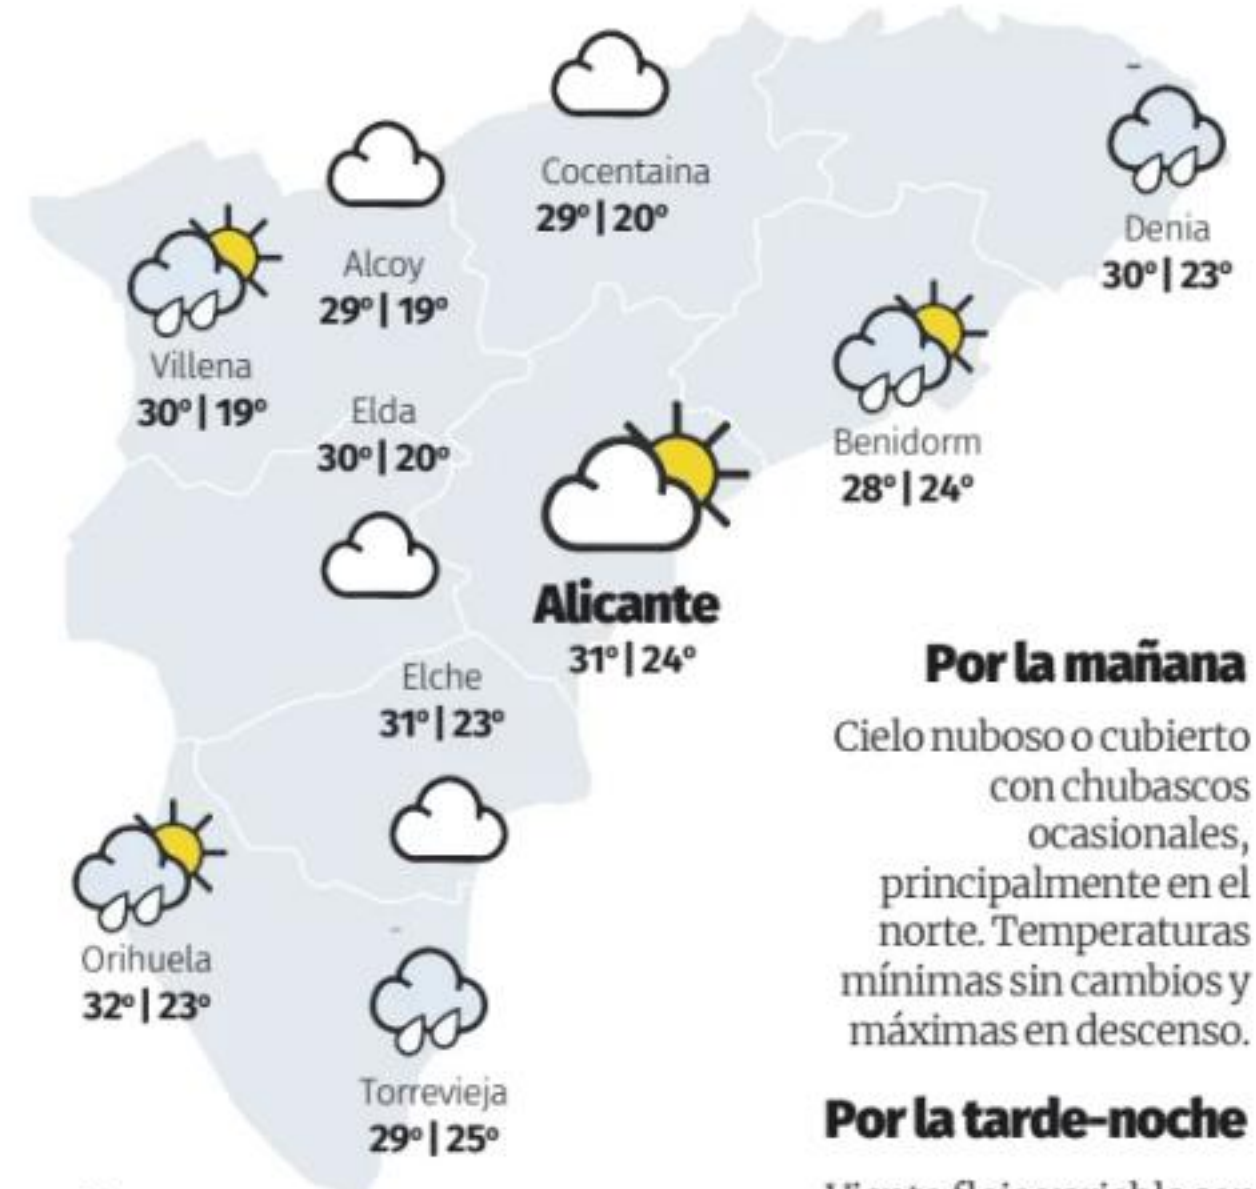 Cocentaina
29º | 20º
Denia
30º | 23º
Alcoy
29º | 19º
Villena
30º | 19º
Elda
30º | 20º
Benidorm
28º | 24º
Alicante
31º | 24º
Elche
31º | 23º
Orihuela
32º | 23º
Torrevieja
29º | 25º
Por la mañana
Cielo nuboso o cubierto
con chubascos
ocasionales,
principalmente en el
norte. Temperaturas
mínimas sin cambios y
máximas en descenso.
Por la tarde-noche